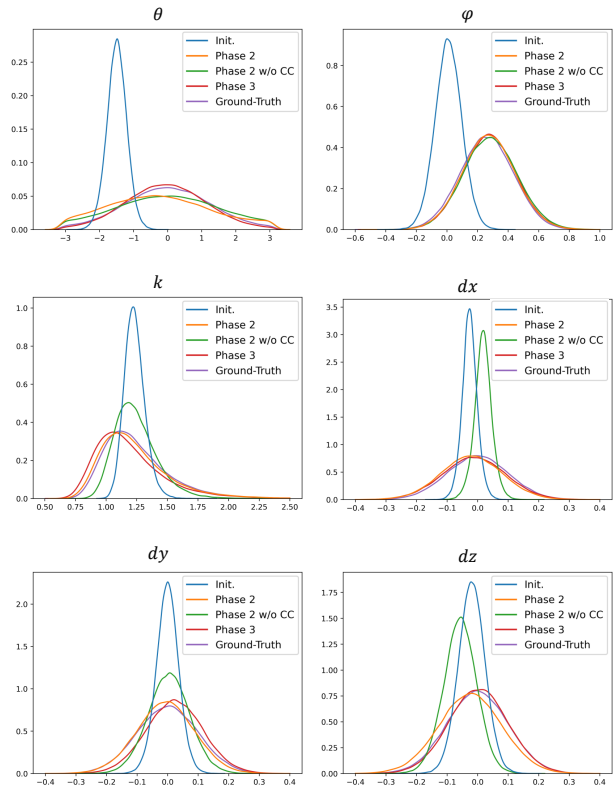 θ
0.25
0.20
0.15
0.10
0.05
0.00
−3 −2 −1 0 1 2 3
Init.
Phase 2
Phase 2 w/o CC
Phase 3
Ground-Truth
φ
0.8
0.6
0.4
0.2
0.0
−0.6 −0.4 −0.2 0.0 0.2 0.4 0.6 0.8 1.0
Init.
Phase 2
Phase 2 w/o CC
Phase 3
Ground-Truth
k
1.0
0.8
0.6
0.4
0.2
0.0
0.50 0.75 1.00 1.25 1.50 1.75 2.00 2.25 2.50
Init.
Phase 2
Phase 2 w/o CC
Phase 3
Ground-Truth
dx
3.5
3.0
2.5
2.0
1.5
1.0
0.5
0.0
−0.4 −0.3 −0.2 −0.1 0.0 0.1 0.2 0.3 0.4
Init.
Phase 2
Phase 2 w/o CC
Phase 3
Ground-Truth
dy
2.0
1.5
1.0
0.5
0.0
−0.4 −0.3 −0.2 −0.1 0.0 0.1 0.2 0.3 0.4
Init.
Phase 2
Phase 2 w/o CC
Phase 3
Ground-Truth
dz
1.75
1.50
1.25
1.00
0.75
0.50
0.25
0.00
−0.4 −0.3 −0.2 −0.1 0.0 0.1 0.2 0.3 0.4
Init.
Phase 2
Phase 2 w/o CC
Phase 3
Ground-Truth